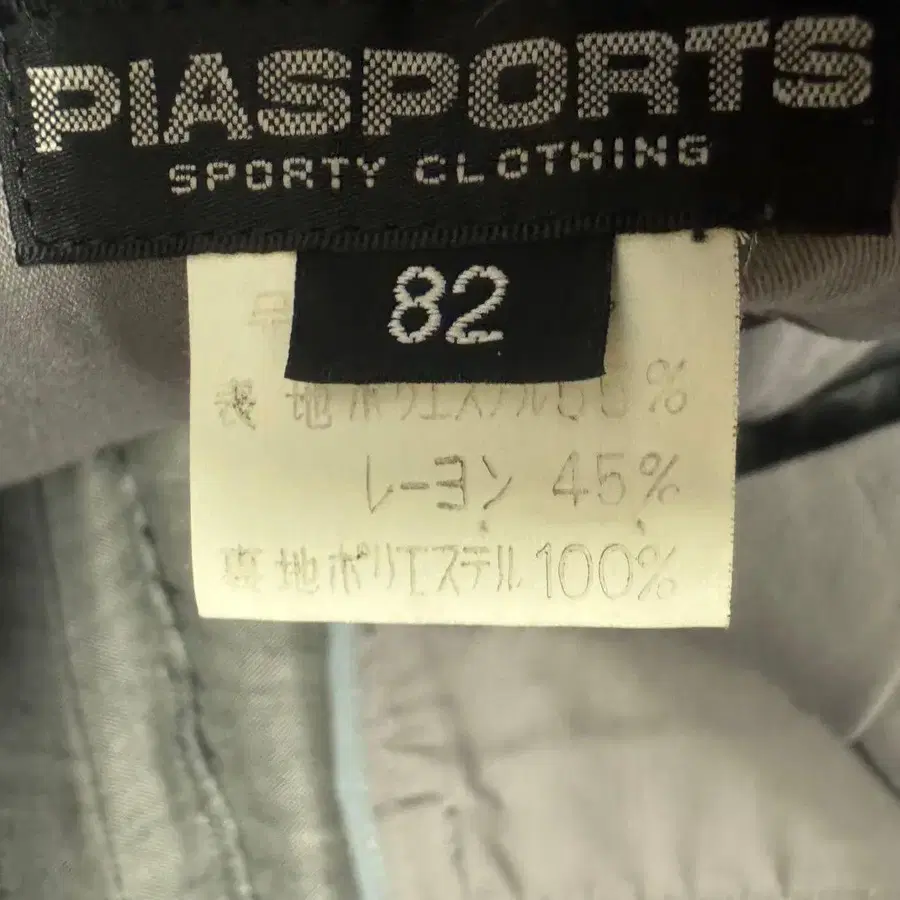 PIASPORTS
SPORTY CLOTHING
82
表地ポリエステル55%
レーヨン 45%
裏地ポリエステル100%